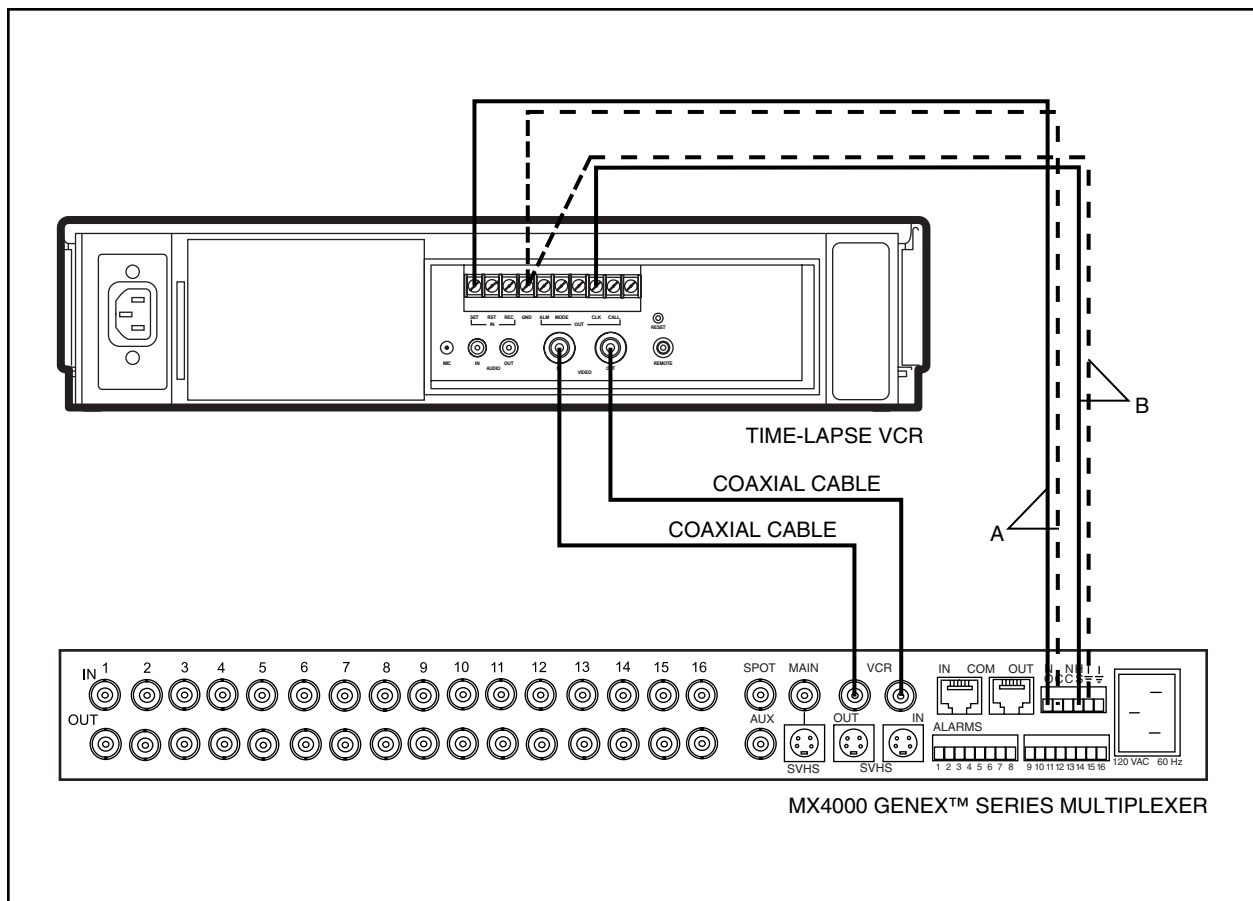 SET RST REC GND ALM MODE CLK CALL
IN OUT
RESET
MIC IN OUT REMOTE
AUDIO VIDEO
TIME-LAPSE VCR
B
COAXIAL CABLE
COAXIAL CABLE
A
IN 1 2 3 4 5 6 7 8 9 10 11 12 13 14 15 16 SPOT MAIN VCR IN COM OUT
OUT AUX OUT IN ALARMS
SVHS SVHS
1 2 3 4 5 6 7 8 9 10 11 12 13 14 15 16 120 VAC 60 Hz
MX4000 GENEX™ SERIES MULTIPLEXER